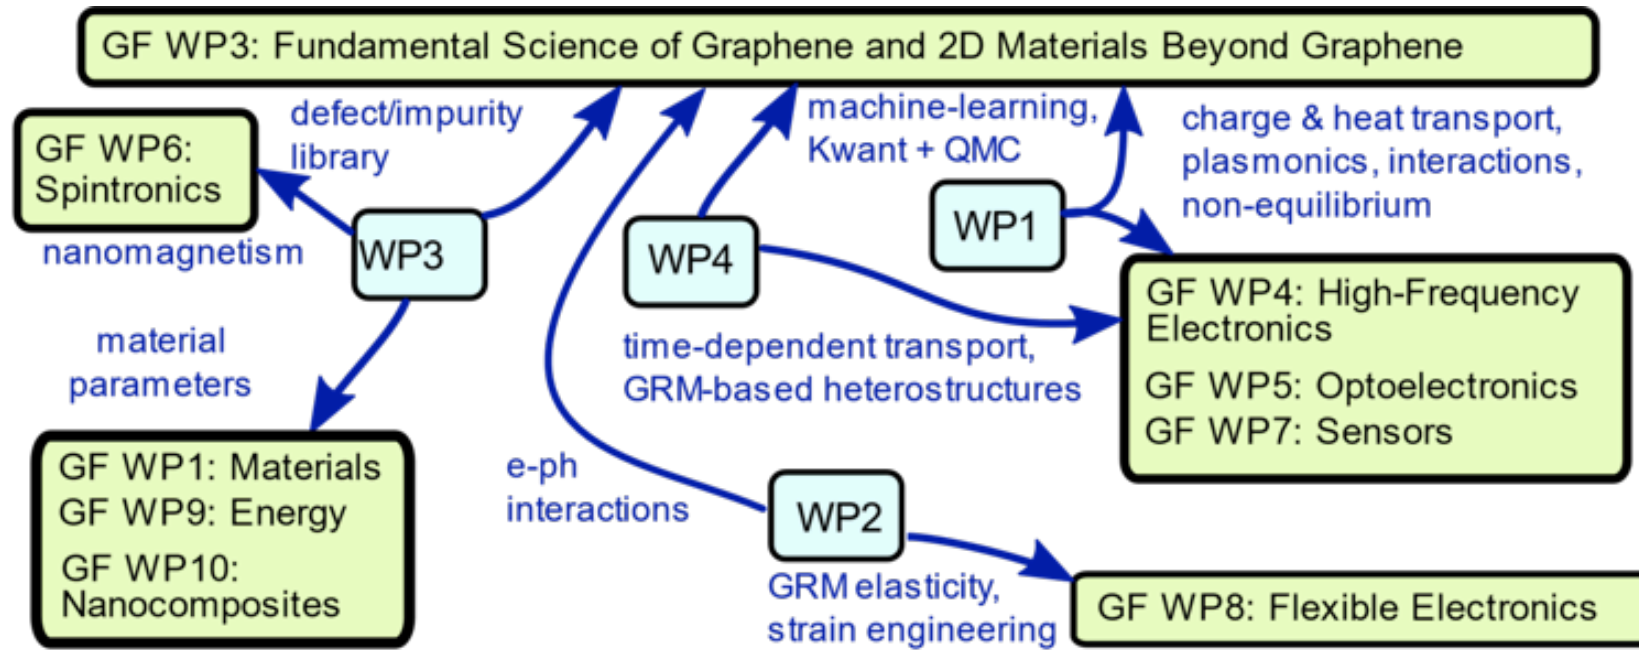 GF WP3: Fundamental Science of Graphene and 2D Materials Beyond Graphene
defect/impurity
library
machine-learning,
Kwant + QMC
charge & heat transport,
plasmonics, interactions,
non-equilibrium
GF WP6:
Spintronics
nanomagnetism
WP3
WP4
WP1
material
parameters
time-dependent transport,
GRM-based heterostructures
GF WP4: High-Frequency
Electronics
GF WP5: Optoelectronics
GF WP7: Sensors
GF WP1: Materials
GF WP9: Energy
GF WP10:
Nanocomposites
e-ph
interactions
WP2
GRM elasticity,
strain engineering
GF WP8: Flexible Electronics